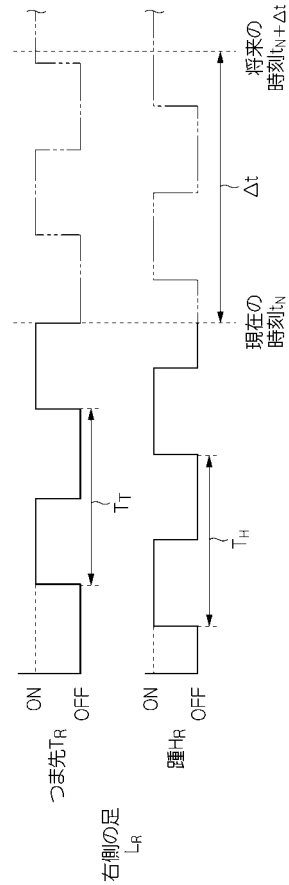 右側の足
LR
つま先TR
ON
OFF
TT
踵HR
ON
OFF
TH
現在の
時刻tN
Δt
将来の
時刻tN+Δt